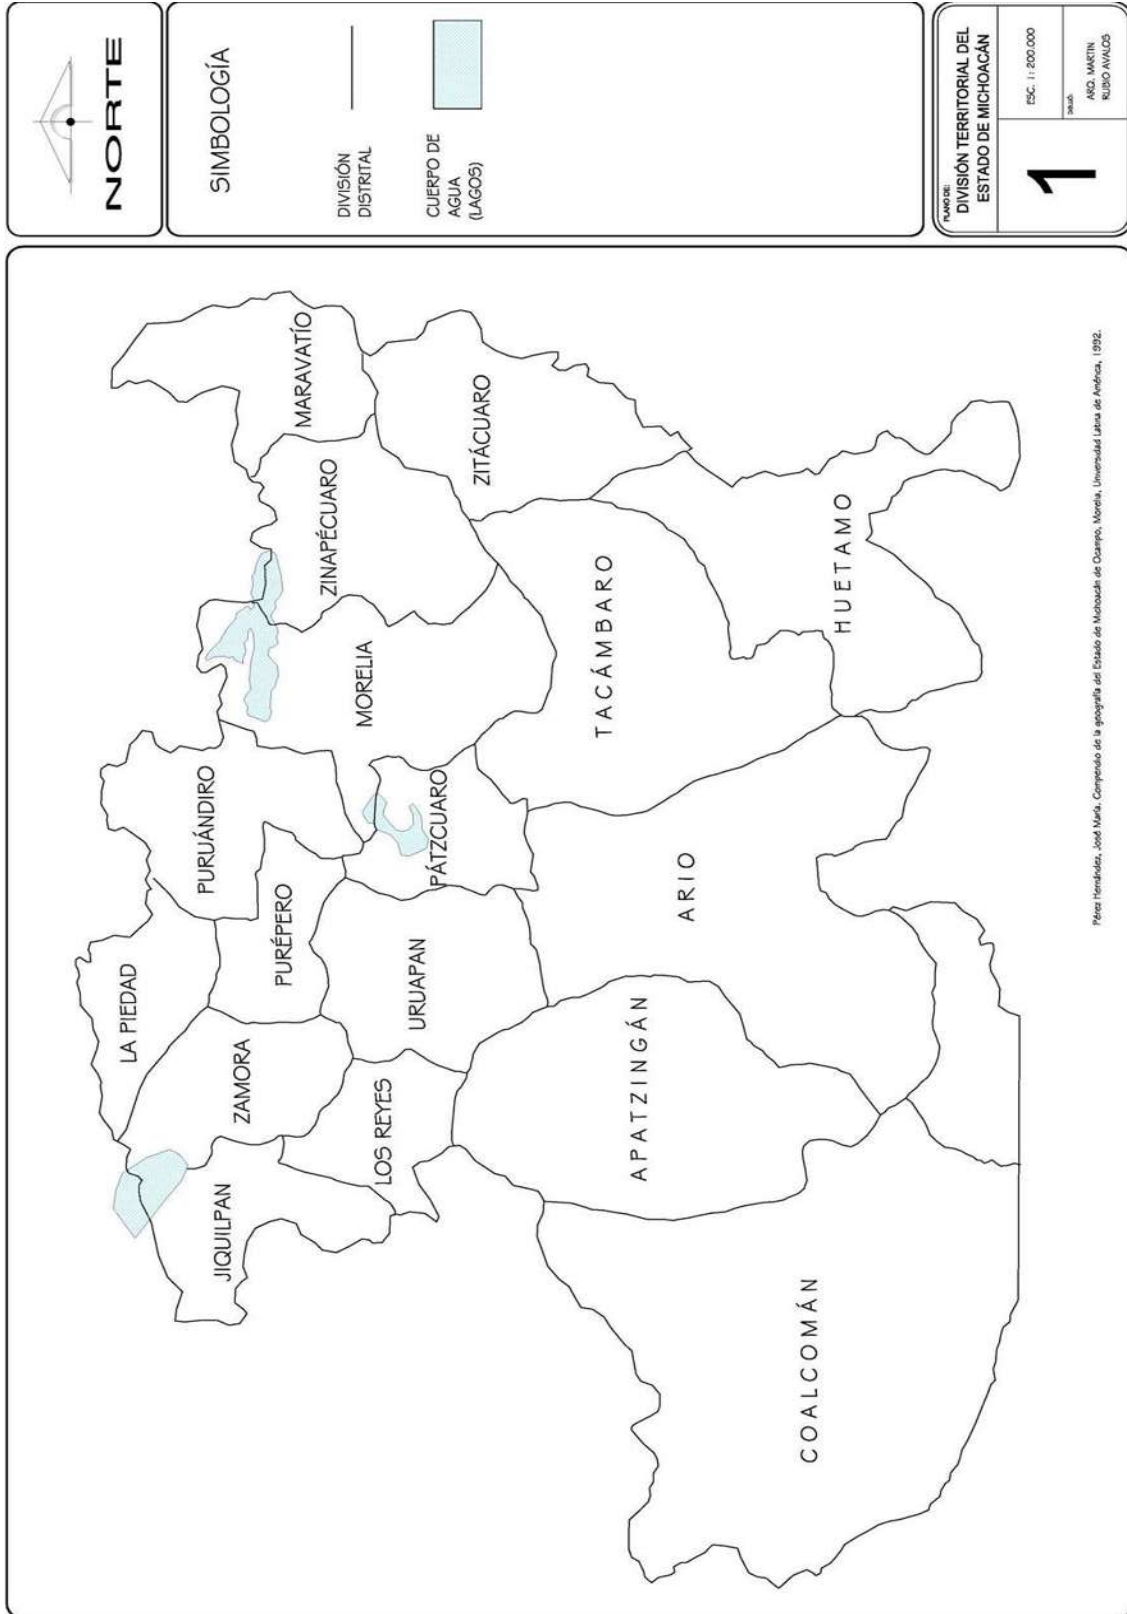 NORTE
SIMBOLOGÍA
DIVISIÓN
DISTRITAL
CUERPO DE
AGUA
(LAGOS)
PLANO DE:
DIVISIÓN TERRITORIAL DEL
ESTADO DE MICHOACÁN
1
ESC. 1: 200.000
DIBUJÓ:
ARQ. MARTIN
RUBIO AVALOS
MARAVATÍO
ZITÁCUARO
ZINAPÉCUARO
HUETAMO
TACÁMBARO
MORELIA
PURUÁNDIRO
PÁTZCUARO
ARIO
PURÉPERO
URUAPAN
LA PIEDAD
ZAMORA
APATZINGÁN
LOS REYES
JIQUILPAN
COALCOMÁN
Pérez Hernández, José María. Compendio de la geografía del Estado de Michoacán de Ocampo, Morelia, Universidad Latina de América, 1992.